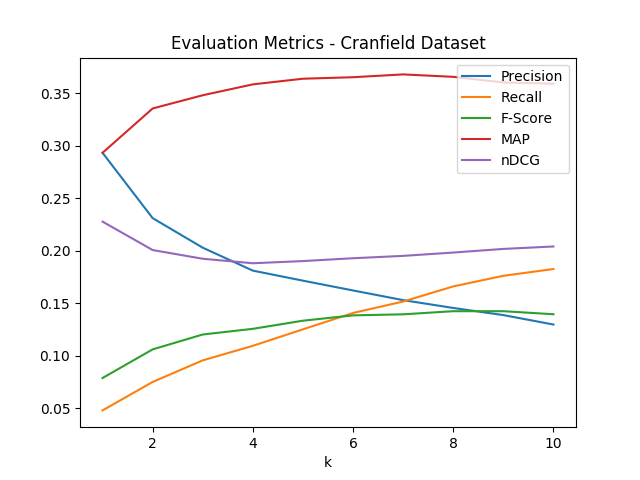 Evaluation Metrics - Cranfield Dataset
Precision
Recall
F-Score
MAP
nDCG
0.35
0.30
0.25
0.20
0.15
0.10
0.05
2 4 6 8 10
k